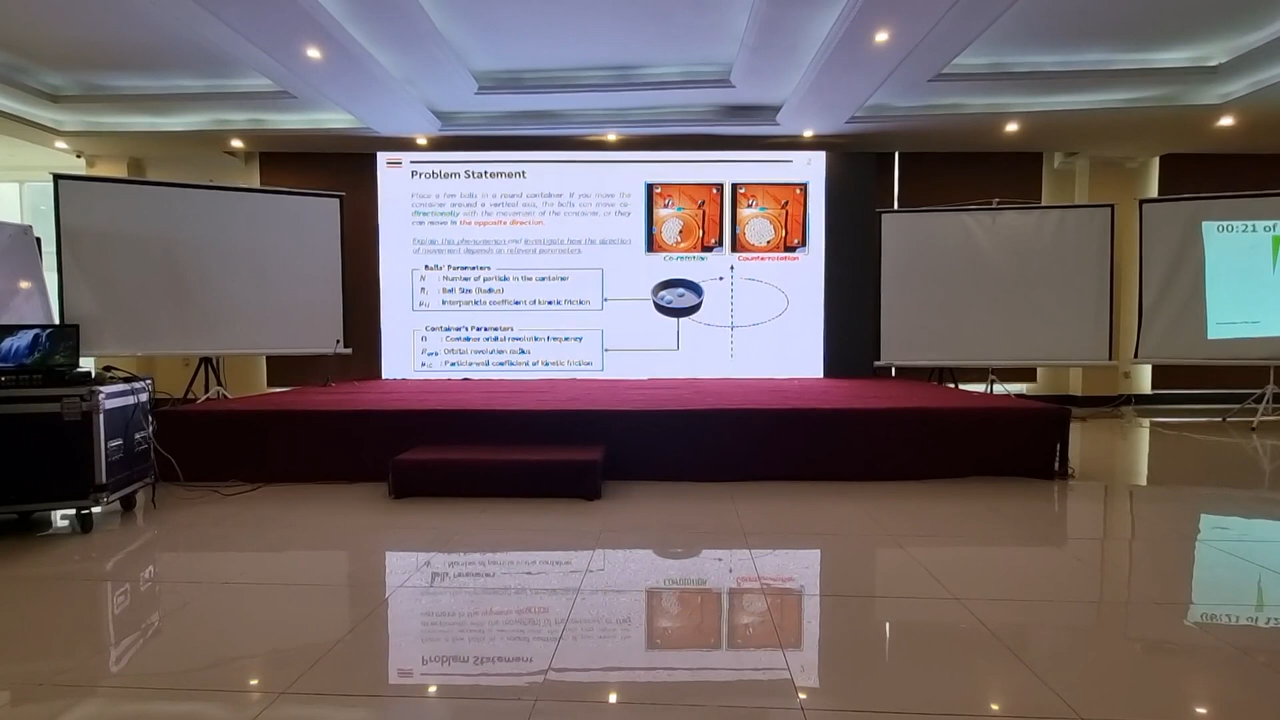 2
Problem Statement
Place a few balls in a round container. If you move the
container around a vertical axis, the balls can move co-
directionally with the movement of the container, or they
can move in the opposite direction.
Explain this phenomenon and investigate how the direction
of movement depends on relevant parameters.
Co-rotation
Counterrotation
Balls' Parameters
N : Number of particle in the container
: Ball Size (Radius)
: Interparticle coefficient of kinetic friction
Container's Parameters
Ω : Container orbital revolution frequency
R orb : Orbital revolution radius
: Particle-wall coefficient of kinetic friction
00:21 of